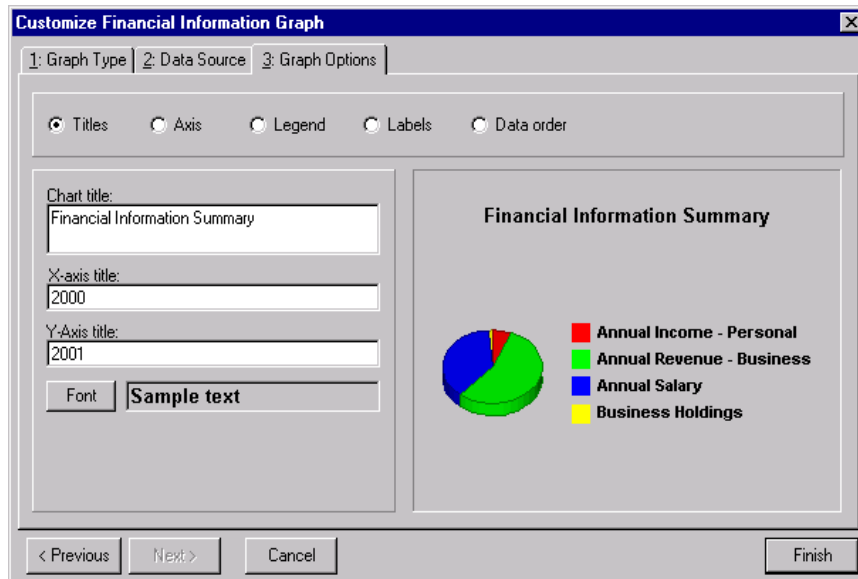 Customize Financial Information Graph
1: Graph Type 2: Data Source 3: Graph Options
Titles Axis Legend Labels Data order
Chart title:
Financial Information Summary
X-axis title:
2000
Y-Axis title:
2001
Font Sample text
Financial Information Summary
Annual Income - Personal
Annual Revenue - Business
Annual Salary
Business Holdings
< Previous Next > Cancel Finish